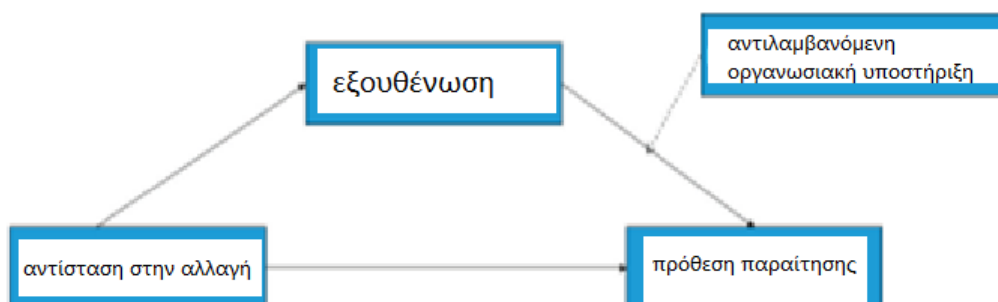 αντιλαμβανόμενη
οργανωσιακή υποστήριξη
εξουθένωση
αντίσταση στην αλλαγή
πρόθεση παραίτησης